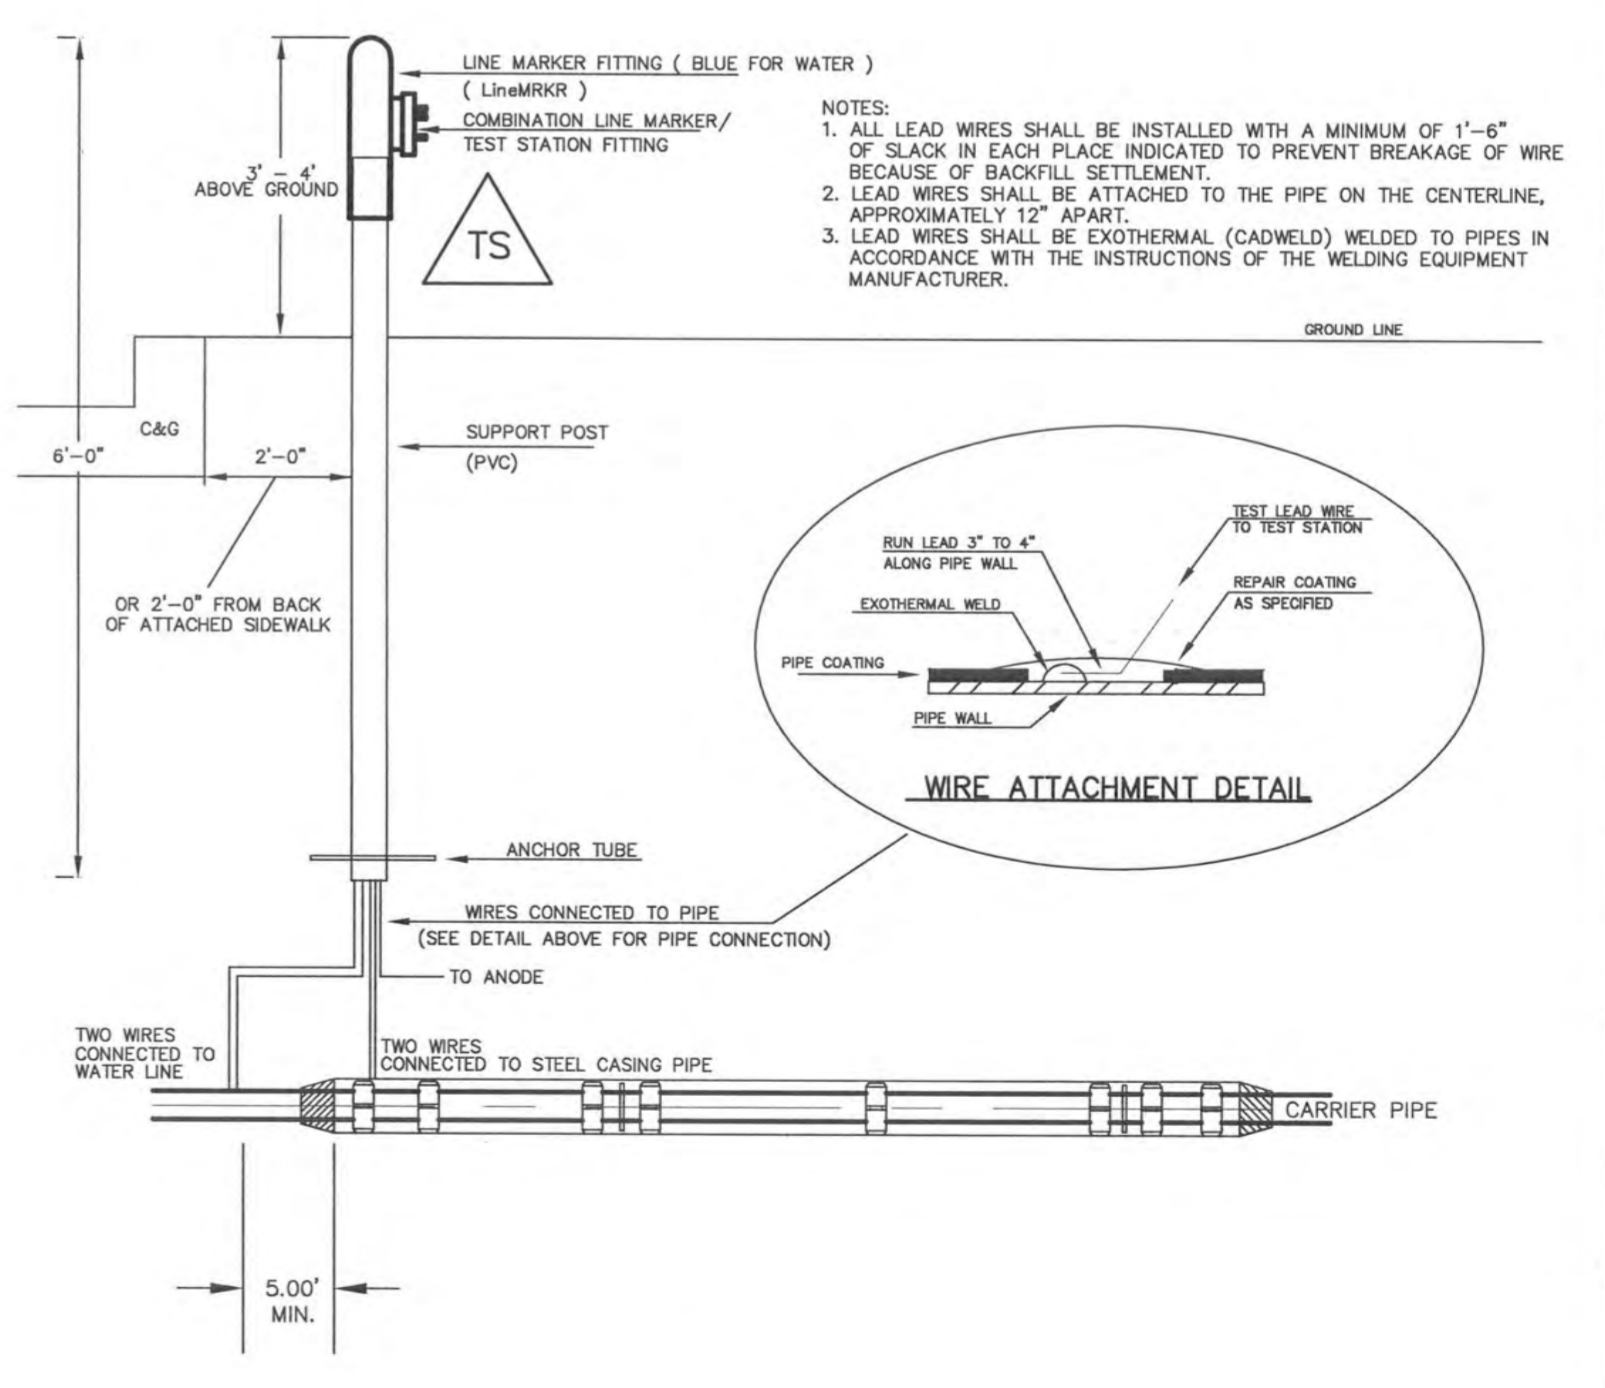 LINE MARKER FITTING ( BLUE FOR WATER )
( LineMRKR )
COMBINATION LINE MARKER/
TEST STATION FITTING
3' - 4'
ABOVE GROUND
TS
NOTES:
1. ALL LEAD WIRES SHALL BE INSTALLED WITH A MINIMUM OF 1'-6"
OF SLACK IN EACH PLACE INDICATED TO PREVENT BREAKAGE OF WIRE
BECAUSE OF BACKFILL SETTLEMENT.
2. LEAD WIRES SHALL BE ATTACHED TO THE PIPE ON THE CENTERLINE,
APPROXIMATELY 12" APART.
3. LEAD WIRES SHALL BE EXOTHERMAL (CADWELD) WELDED TO PIPES IN
ACCORDANCE WITH THE INSTRUCTIONS OF THE WELDING EQUIPMENT
MANUFACTURER.
GROUND LINE
C&G
6'-0"
2'-0"
SUPPORT POST
(PVC)
OR 2'-0" FROM BACK
OF ATTACHED SIDEWALK
TEST LEAD WIRE
TO TEST STATION
RUN LEAD 3" TO 4"
ALONG PIPE WALL
REPAIR COATING
AS SPECIFIED
EXOTHERMAL WELD
PIPE COATING
PIPE WALL
WIRE ATTACHMENT DETAIL
ANCHOR TUBE
WIRES CONNECTED TO PIPE
(SEE DETAIL ABOVE FOR PIPE CONNECTION)
TO ANODE
TWO WIRES
CONNECTED TO
WATER LINE
TWO WIRES
CONNECTED TO STEEL CASING PIPE
CARRIER PIPE
5.00'
MIN.